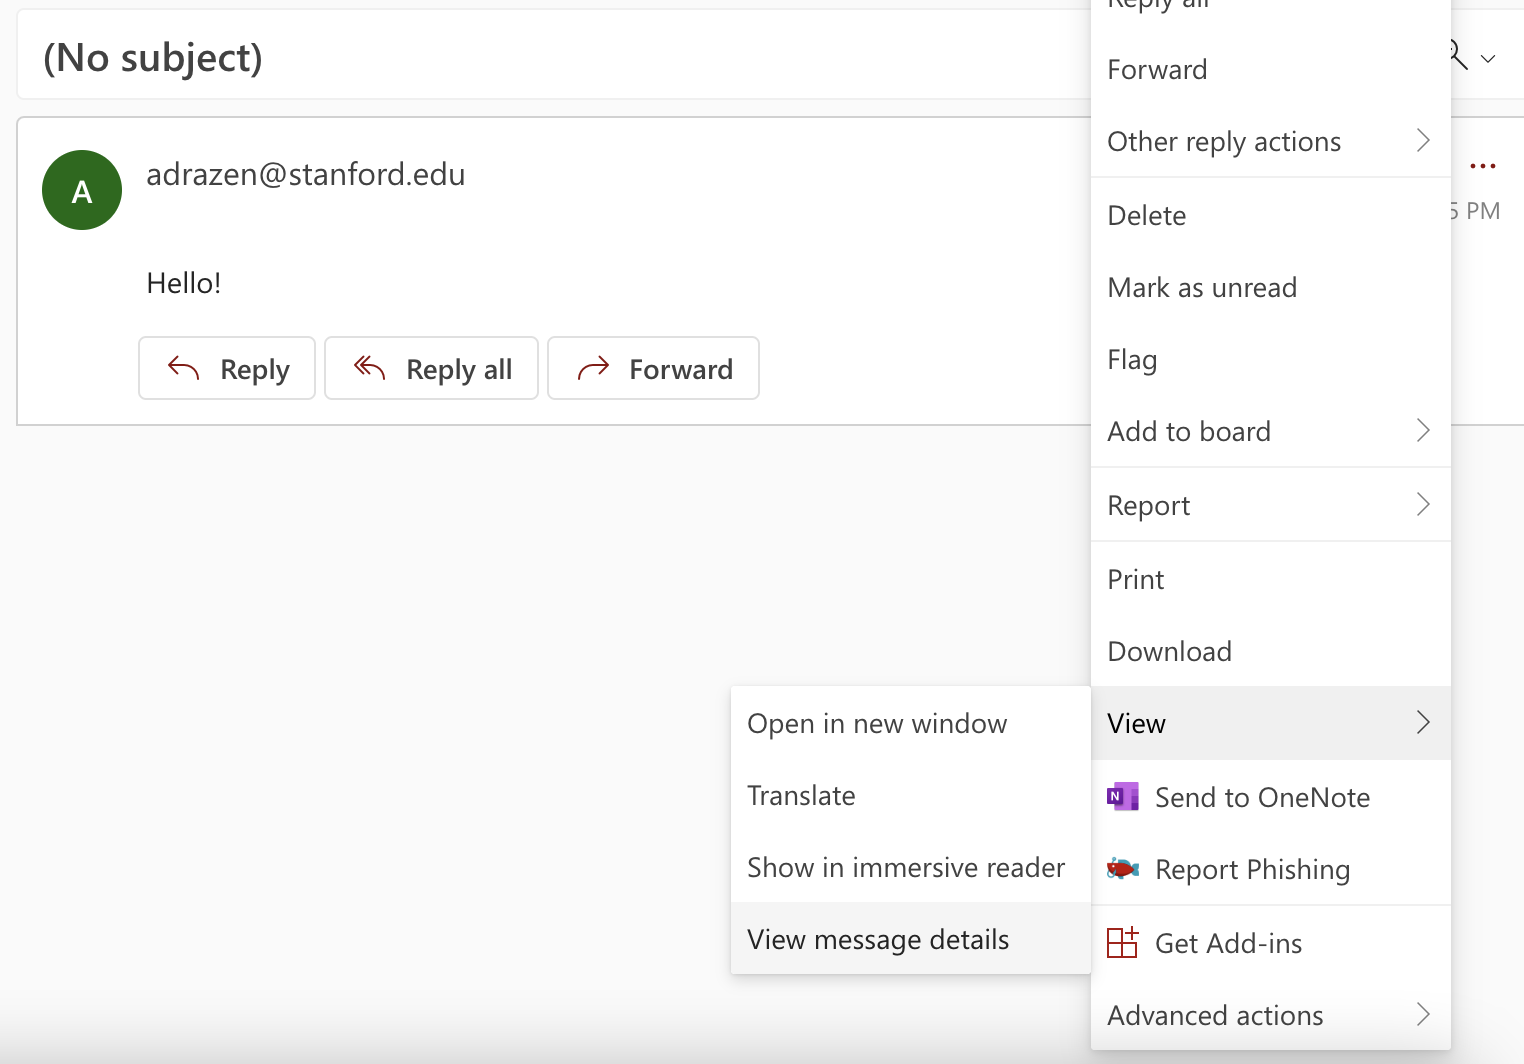 (No subject)
A
adrazen@stanford.edu
5 PM
Hello!
Reply
Reply all
Forward
Reply all
Forward
Other reply actions
Delete
Mark as unread
Flag
Add to board
Report
Print
Download
View
Send to OneNote
Report Phishing
Get Add-ins
Advanced actions
Open in new window
Translate
Show in immersive reader
View message details
N